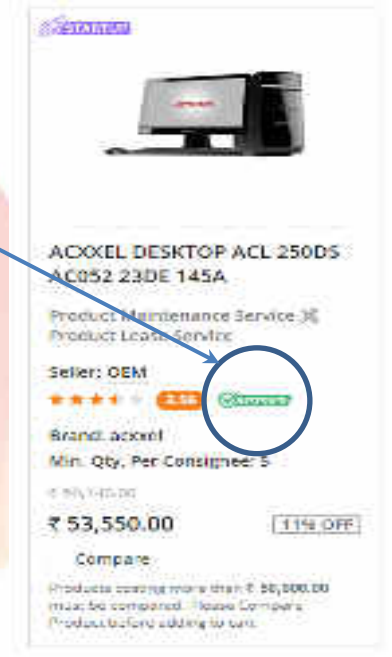 STARTUP
ACXXEL DESKTOP ACL 250DS
AC052 23DE 145A
Product Maintenance Service
Product Lease Service
Seller: OEM
Brand: acxxel
Min. Qty. Per Consignee: 5
₹ 53,550.00
11% OFF
Compare
Products costing more than ₹ 50,000.00
must be compared. Please Compare
Product before adding to cart.